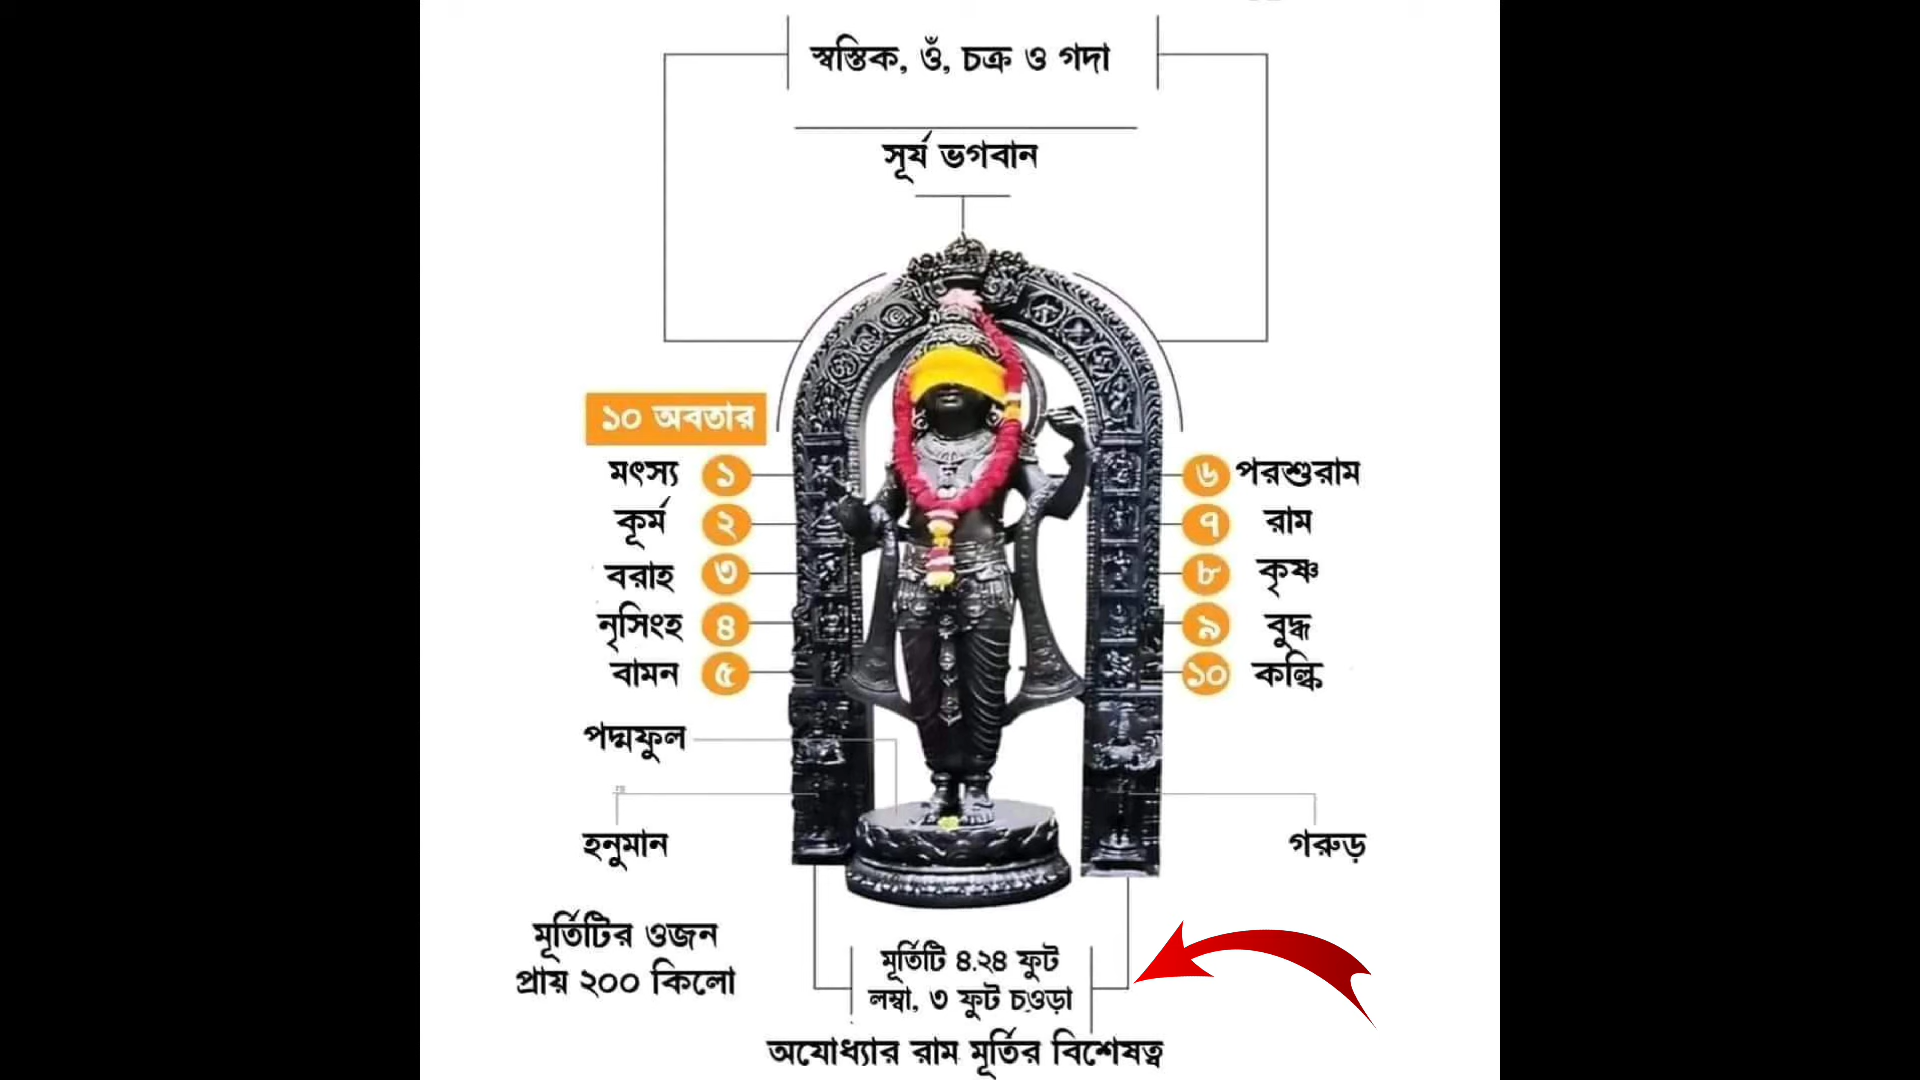 স্বস্তিক, ওঁ, চক্র ও গদা
সূর্য ভগবান
১০ অবতার
মৎস্য ১
কূর্ম ২
বরাহ ৩
নৃসিংহ ৪
বামন ৫
৬ পরশুরাম
৭ রাম
৮ কৃষ্ণ
৯ বুদ্ধ
১০ কল্কি
পদ্মফুল
হনুমান
গরুড়
মূর্তিটির ওজন
প্রায় ২০০ কিলো
মূর্তিটি ৪.২৪ ফুট
লম্বা, ৩ ফুট চওড়া
অযোধ্যার রাম মূর্তির বিশেষত্ব